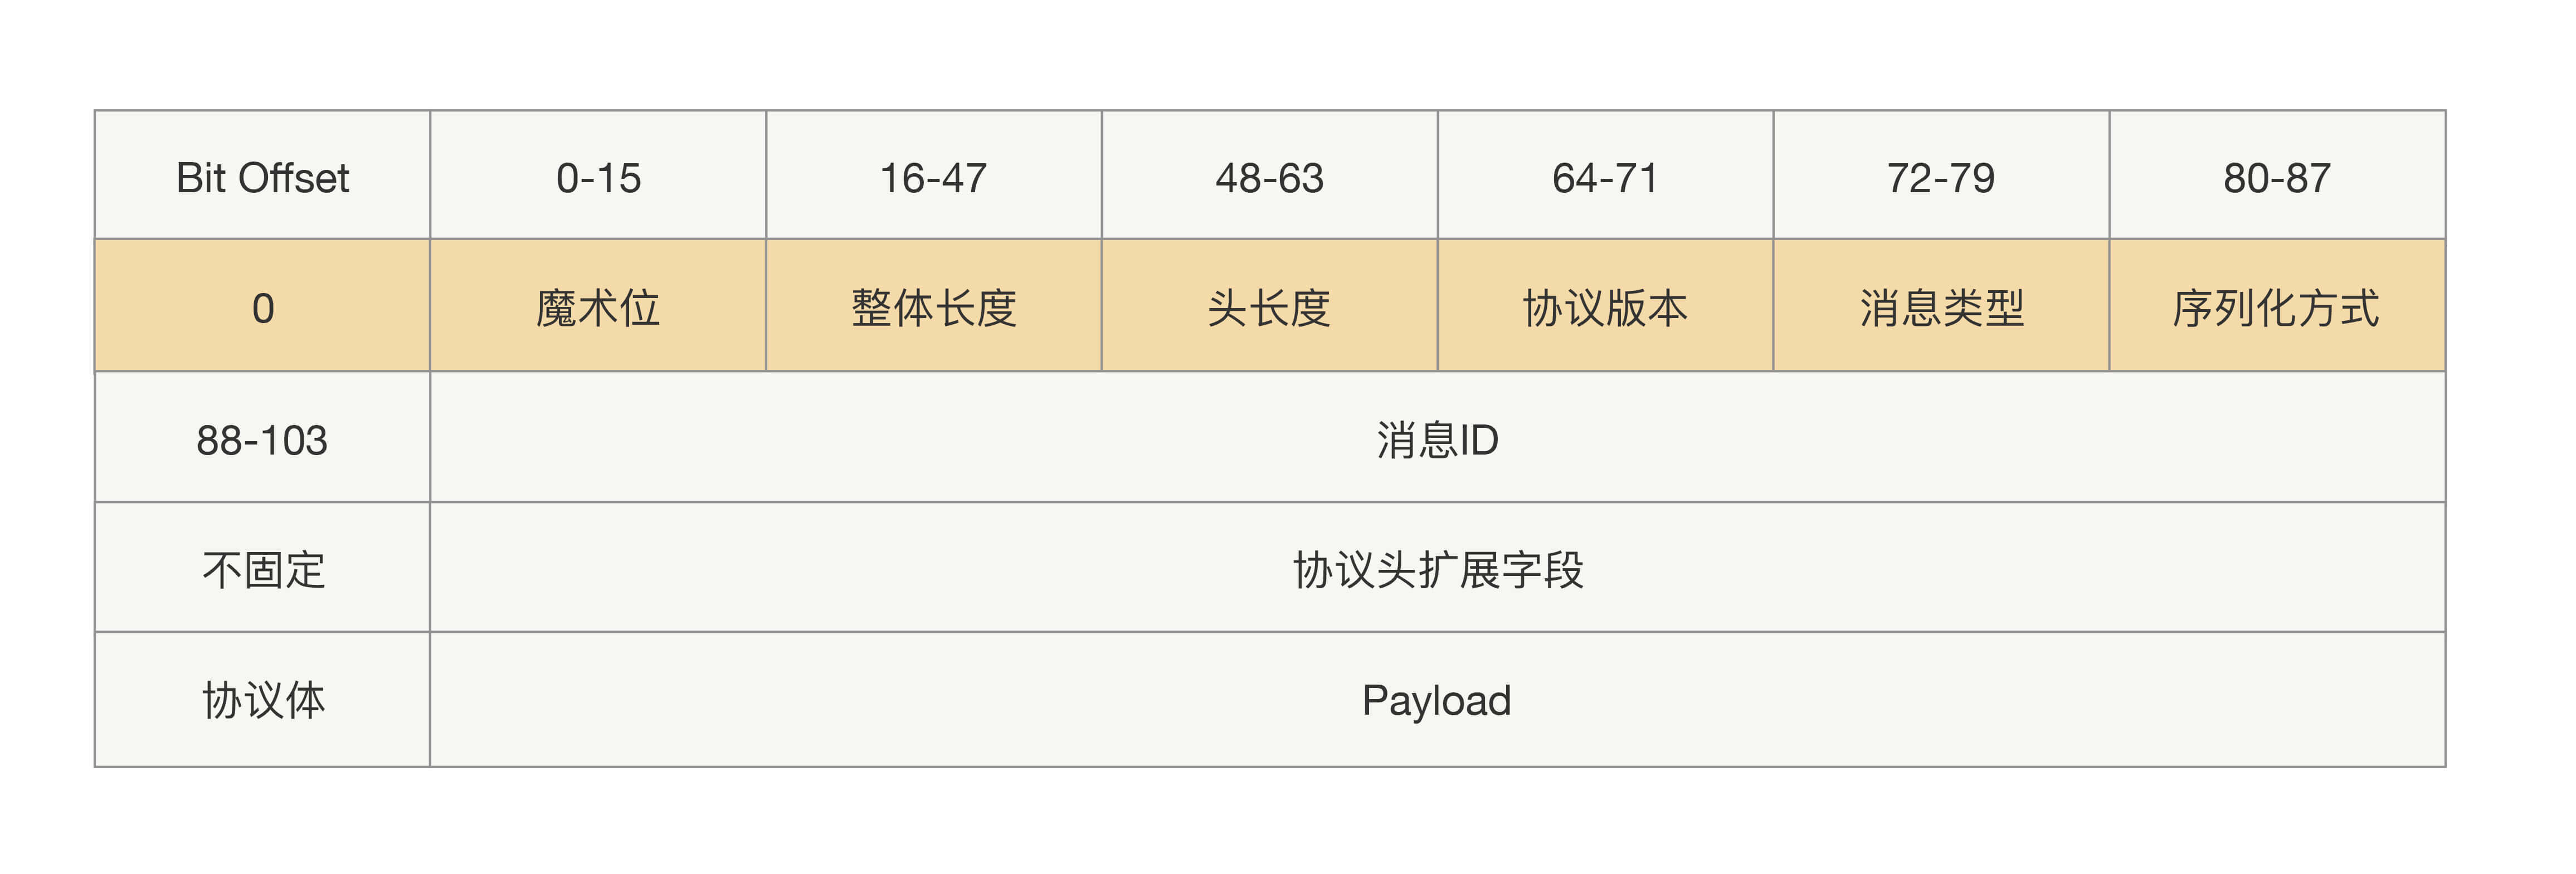 Bit Offset 0-15 16-47 48-63 64-71 72-79 80-87
0 魔术位 整体长度 头长度 协议版本 消息类型 序列化方式
88-103 消息ID
不固定 协议头扩展字段
协议体 Payload